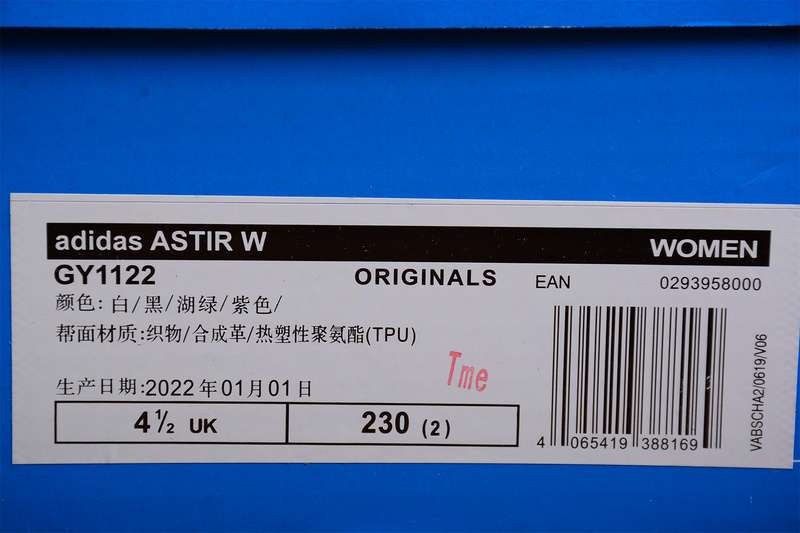 adidas ASTIR W
WOMEN
GY1122
ORIGINALS
EAN
0293958000
颜色: 白/黑/湖绿/紫色/
帮面材质:织物/合成革/热塑性聚氨酯(TPU)
Tme
生产日期:2022年01月01日
4½ UK
230 (2)
4 065419 388169
VABSCHA2/0619/V06